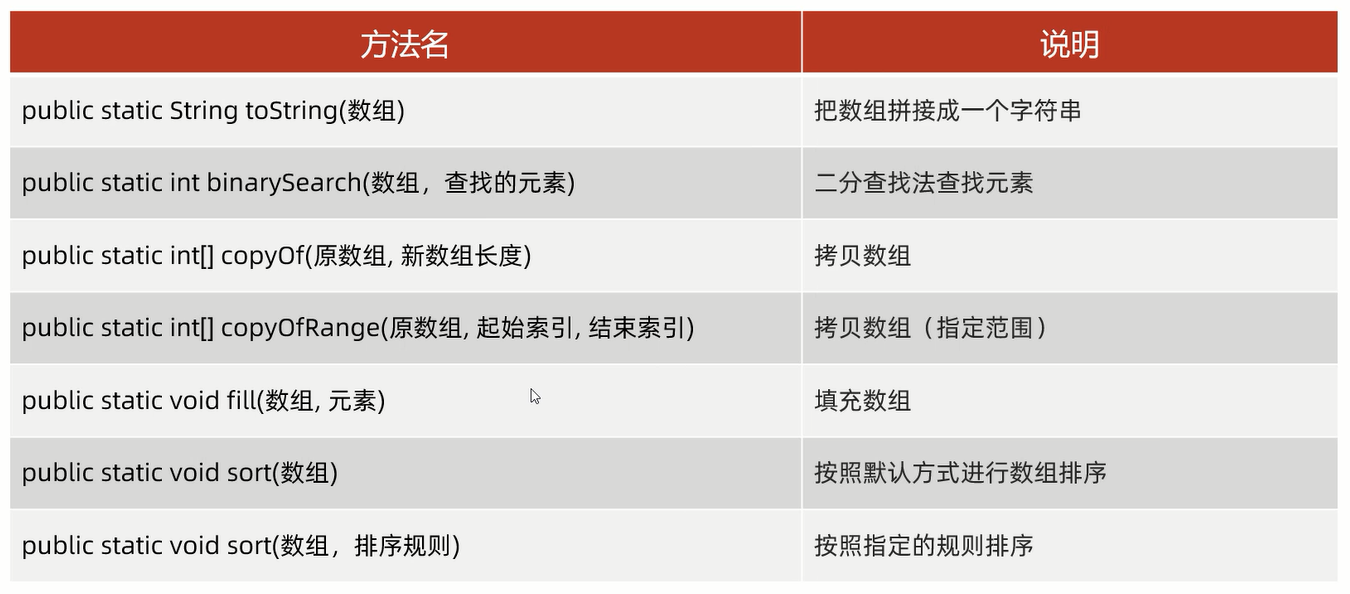 方法名 说明
public static String toString(数组) 把数组拼接成一个字符串
public static int binarySearch(数组，查找的元素) 二分查找法查找元素
public static int[] copyOf(原数组, 新数组长度) 拷贝数组
public static int[] copyOfRange(原数组, 起始索引, 结束索引) 拷贝数组（指定范围）
public static void fill(数组, 元素) 填充数组
public static void sort(数组) 按照默认方式进行数组排序
public static void sort(数组，排序规则) 按照指定的规则排序